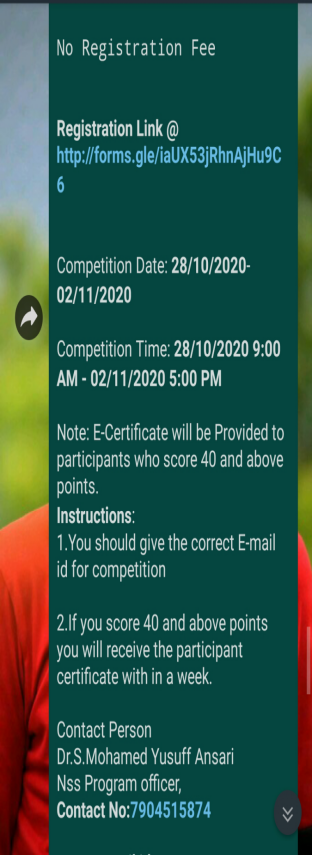 No Registration Fee
Registration Link @
http://forms.gle/iaUX53jRhnAjHu9C
6
Competition Date: 28/10/2020-
02/11/2020
Competition Time: 28/10/2020 9:00
AM - 02/11/2020 5:00 PM
Note: E-Certificate will be Provided to
participants who score 40 and above
points.
Instructions:
1.You should give the correct E-mail
id for competition
2.If you score 40 and above points
you will receive the participant
certificate with in a week.
Contact Person
Dr.S.Mohamed Yusuff Ansari
Nss Program officer,
Contact No:7904515874